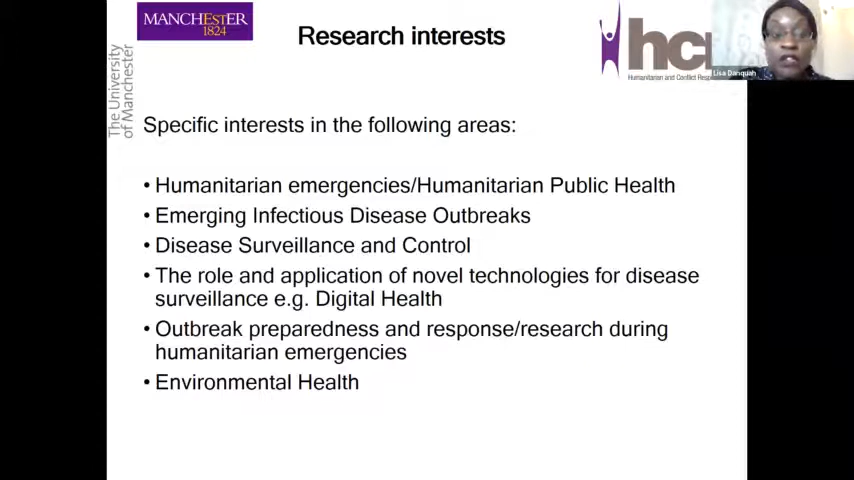 MANCHESTER
1824
The University
of Manchester
Research interests
hc
Humanitarian and Conflict
Lisa Danquah
Specific interests in the following areas:
• Humanitarian emergencies/Humanitarian Public Health
• Emerging Infectious Disease Outbreaks
• Disease Surveillance and Control
• The role and application of novel technologies for disease
surveillance e.g. Digital Health
• Outbreak preparedness and response/research during
humanitarian emergencies
• Environmental Health